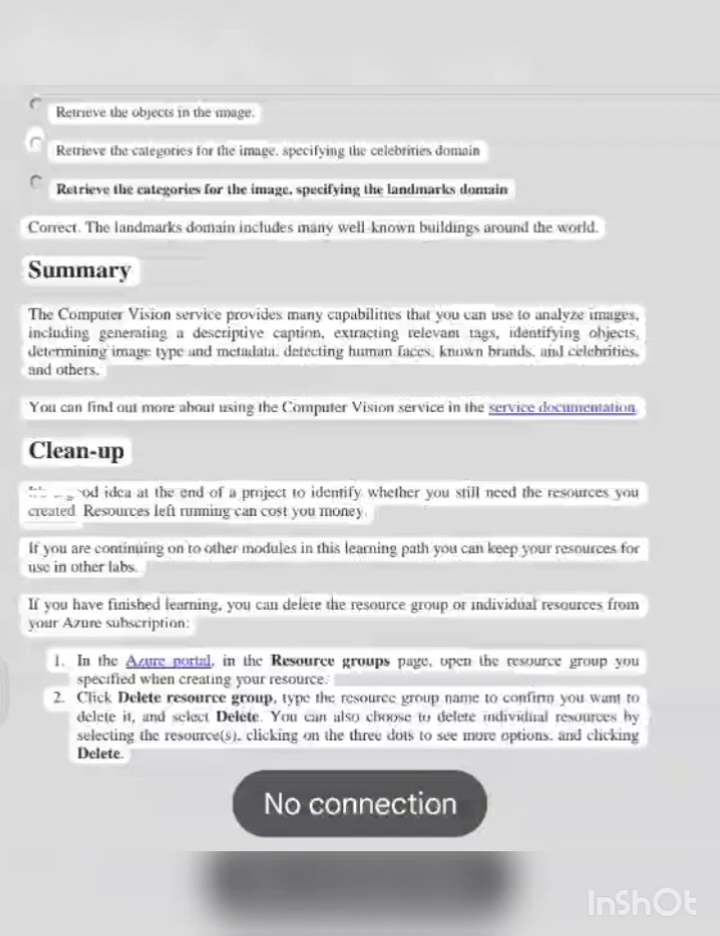 Retrieve the objects in the image.
Retrieve the categories for the image, specifying the celebrities domain
Retrieve the categories for the image, specifying the landmarks domain
Correct. The landmarks domain includes many well-known buildings around the world.
Summary
The Computer Vision service provides many capabilities that you can use to analyze images,
including generating a descriptive caption, extracting relevant tags, identifying objects,
determining image type and metadata, detecting human faces, known brands, and celebrities,
and others.
You can find out more about using the Computer Vision service in the service documentation
Clean-up
od idea at the end of a project to identify whether you still need the resources you
created. Resources left running can cost you money.
If you are continuing on to other modules in this learning path you can keep your resources for
use in other labs.
If you have finished learning, you can delete the resource group or individual resources from
your Azure subscription:
1. In the Azure portal, in the Resource groups page, open the resource group you
specified when creating your resource.
2. Click Delete resource group, type the resource group name to confirm you want to
delete it, and select Delete. You can also choose to delete individual resources by
selecting the resource(s), clicking on the three dots to see more options, and clicking
Delete.
No connection
InShOt